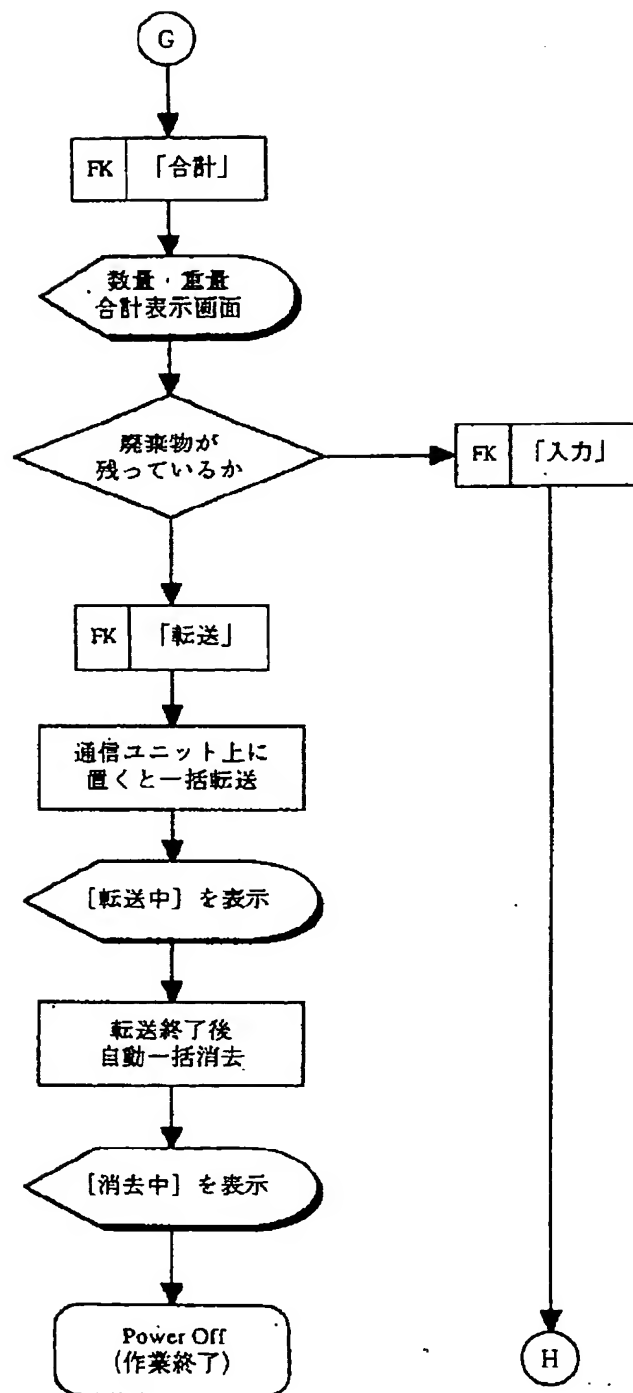 G
FK 「合計」
数量・重量
合計表示画面
廃棄物が
残っているか
FK 「入力」
FK 「転送」
通信ユニット上に
置くと一括転送
[転送中] を表示
転送終了後
自動一括消去
[消去中] を表示
Power Off
(作業終了)
H